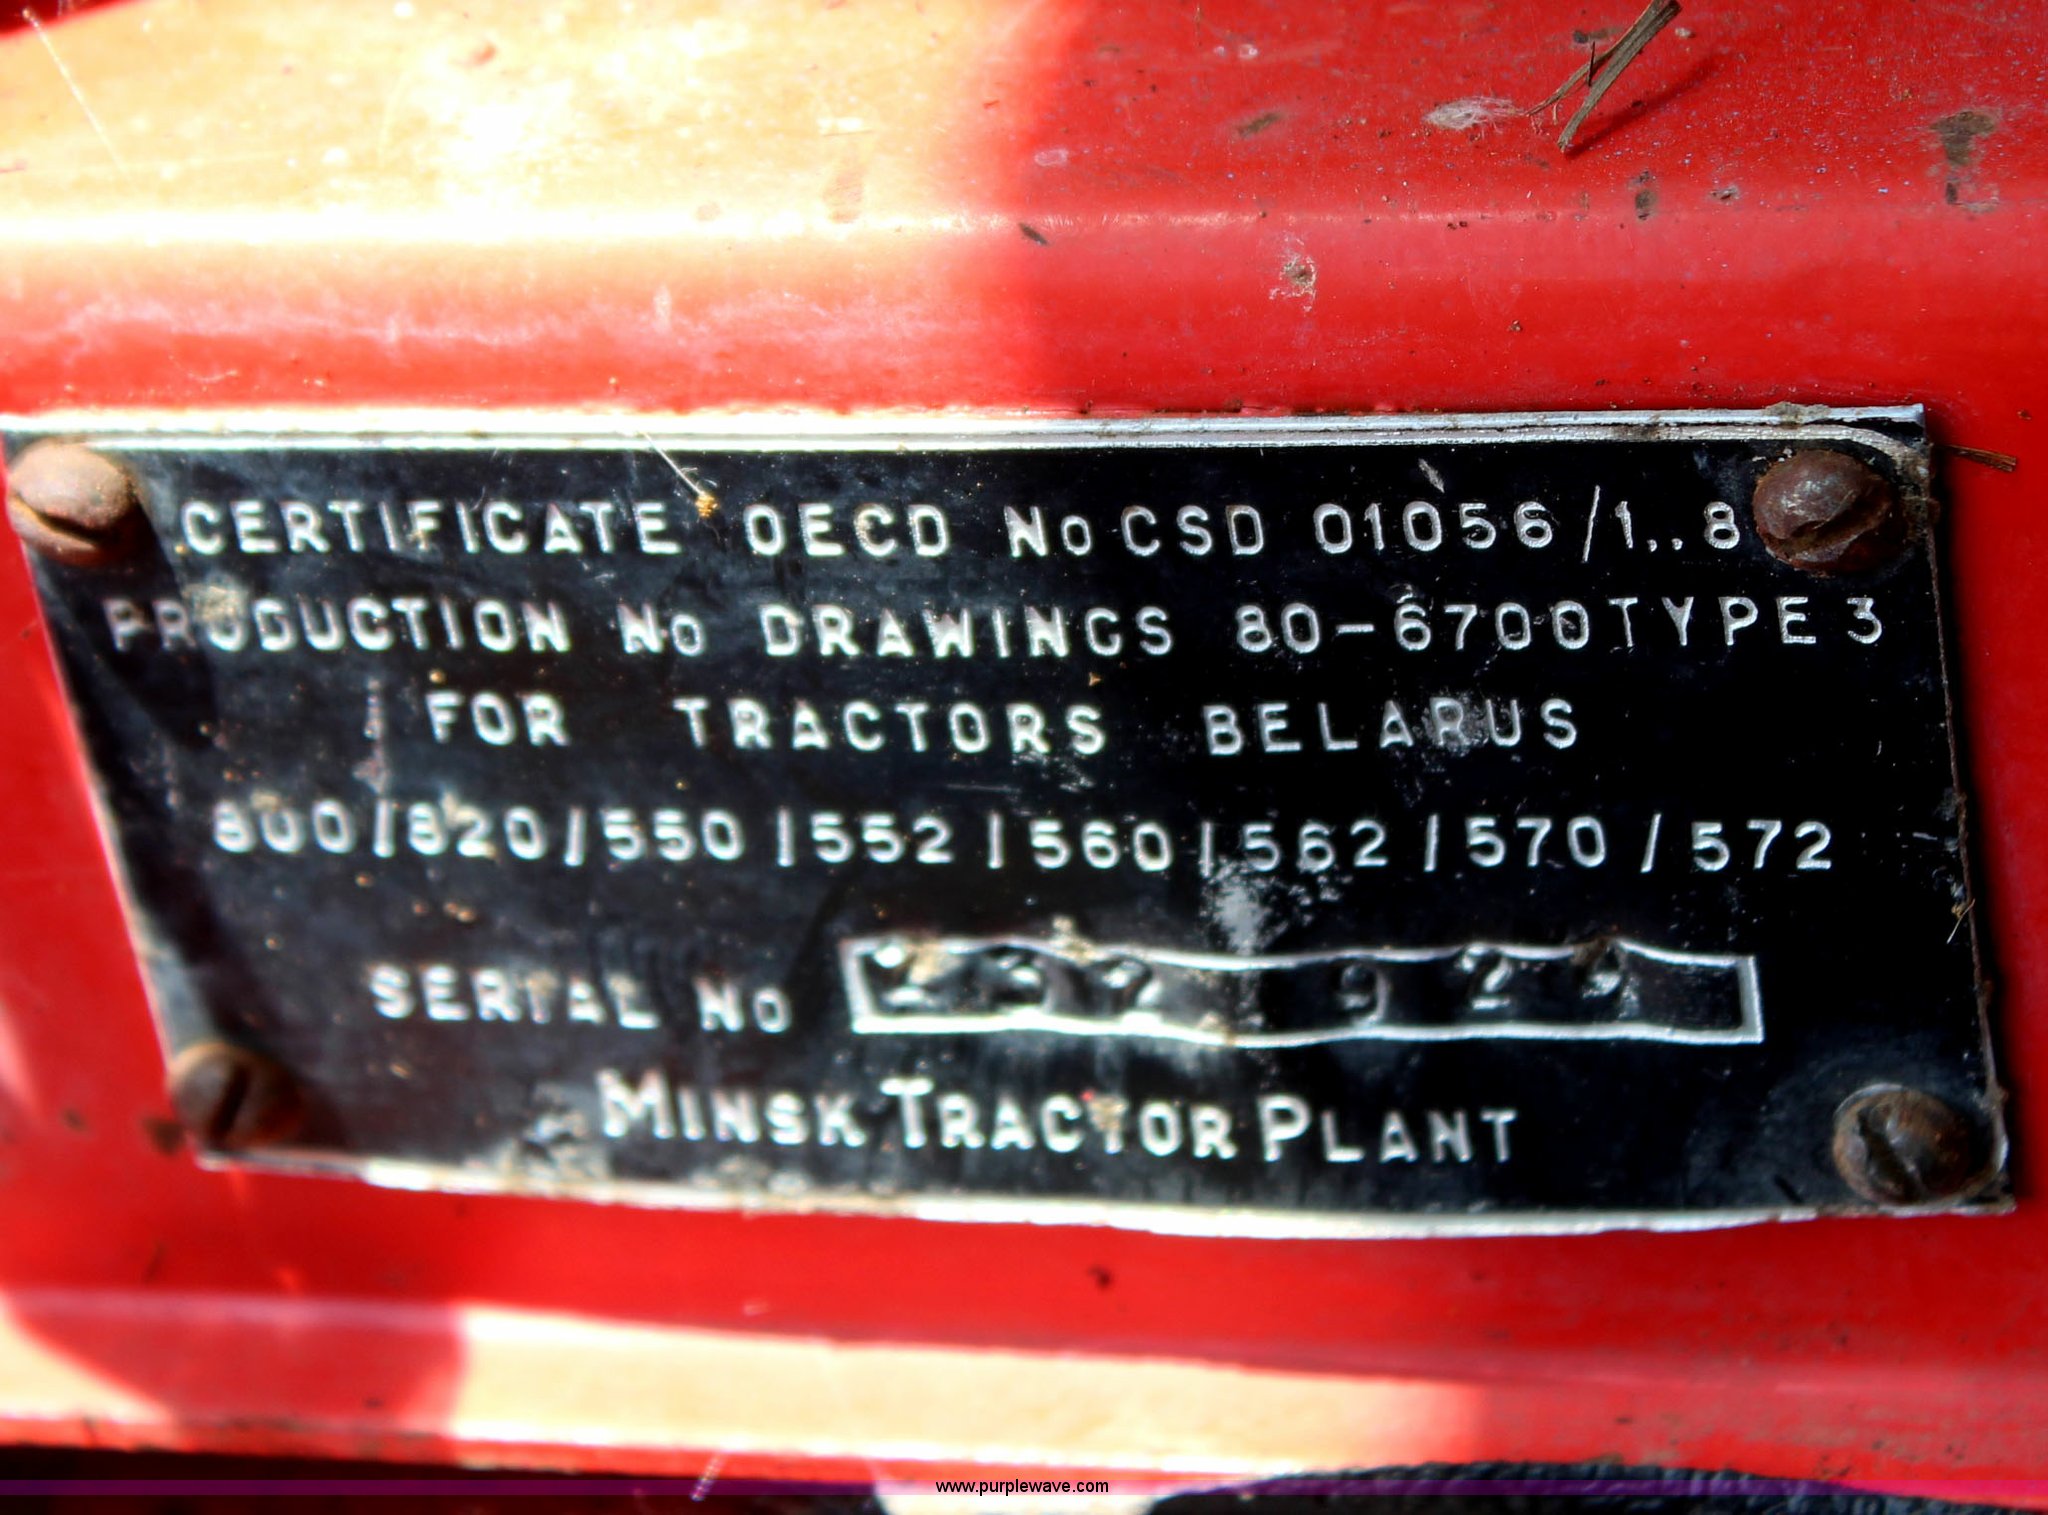 CERTIFICATE OECD No CSD 01056/1..8
PRODUCTION No DRAWINGS 80-6700 TYPE 3
FOR TRACTORS BELARUS
800/820/550/552/560/562/570/572
SERIAL No
MINSK TRACTOR PLANT
www.purplewave.com